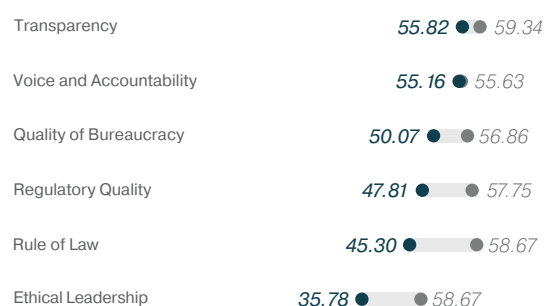 Transparency 55.82 59.34
Voice and Accountability 55.16 55.63
Quality of Bureaucracy 50.07 56.86
Regulatory Quality 47.81 57.75
Rule of Law 45.30 58.67
Ethical Leadership 35.78 58.67